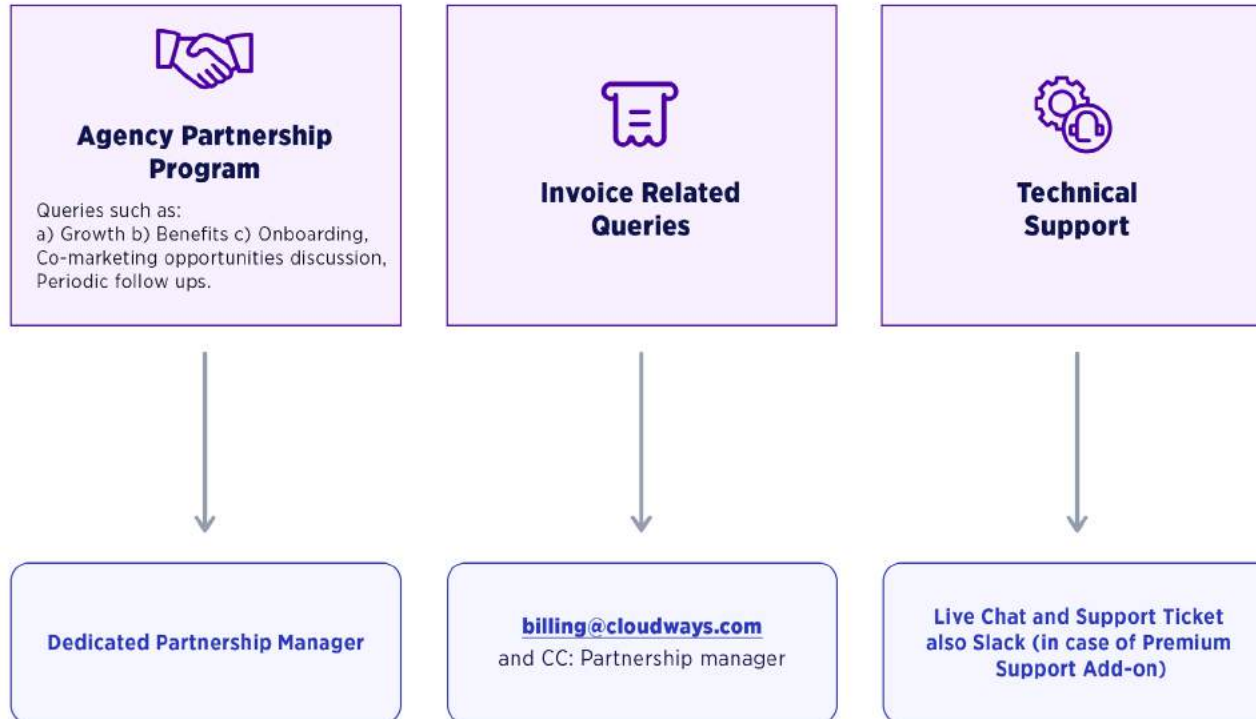 Agency Partnership
Program
Queries such as:
a) Growth b) Benefits c) Onboarding,
Co-marketing opportunities discussion,
Periodic follow ups.
Invoice Related
Queries
Technical
Support
Dedicated Partnership Manager
billing@cloudways.com
and CC: Partnership manager
Live Chat and Support Ticket
also Slack (in case of Premium
Support Add-on)